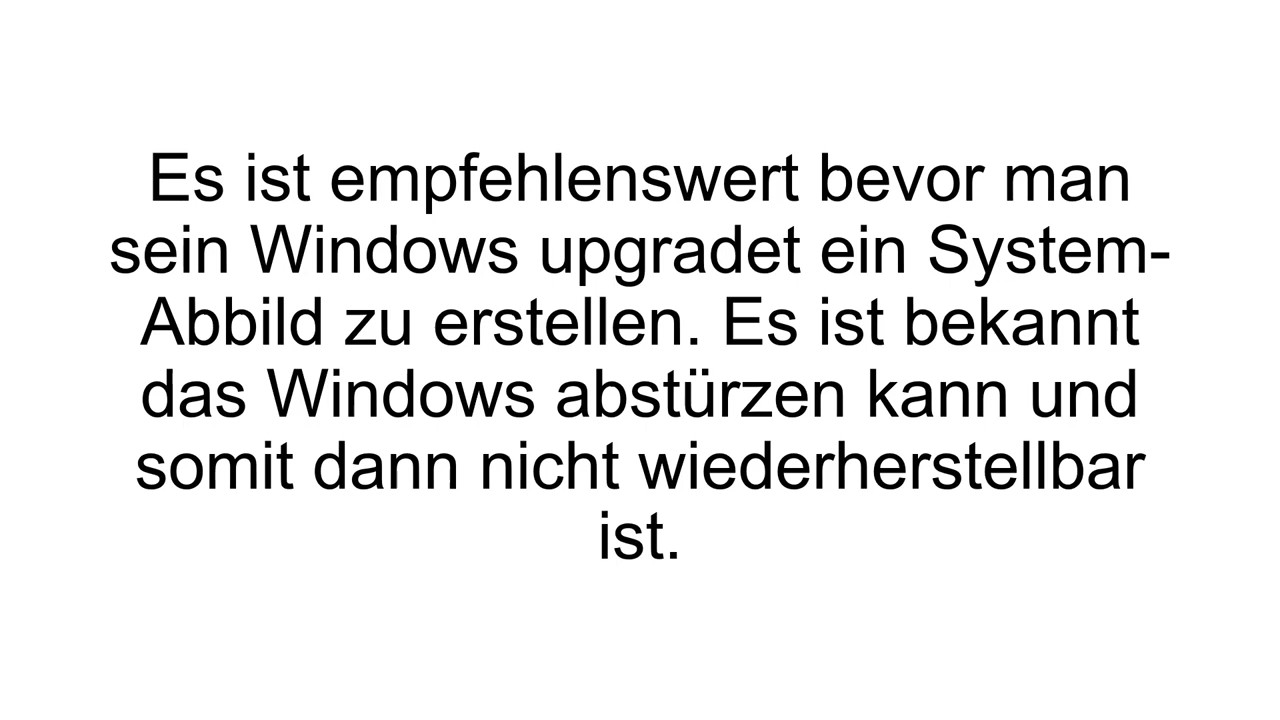 Es ist empfehlenswert bevor man
sein Windows upgradet ein System-
Abbild zu erstellen. Es ist bekannt
das Windows abstürzen kann und
somit dann nicht wiederherstellbar
ist.